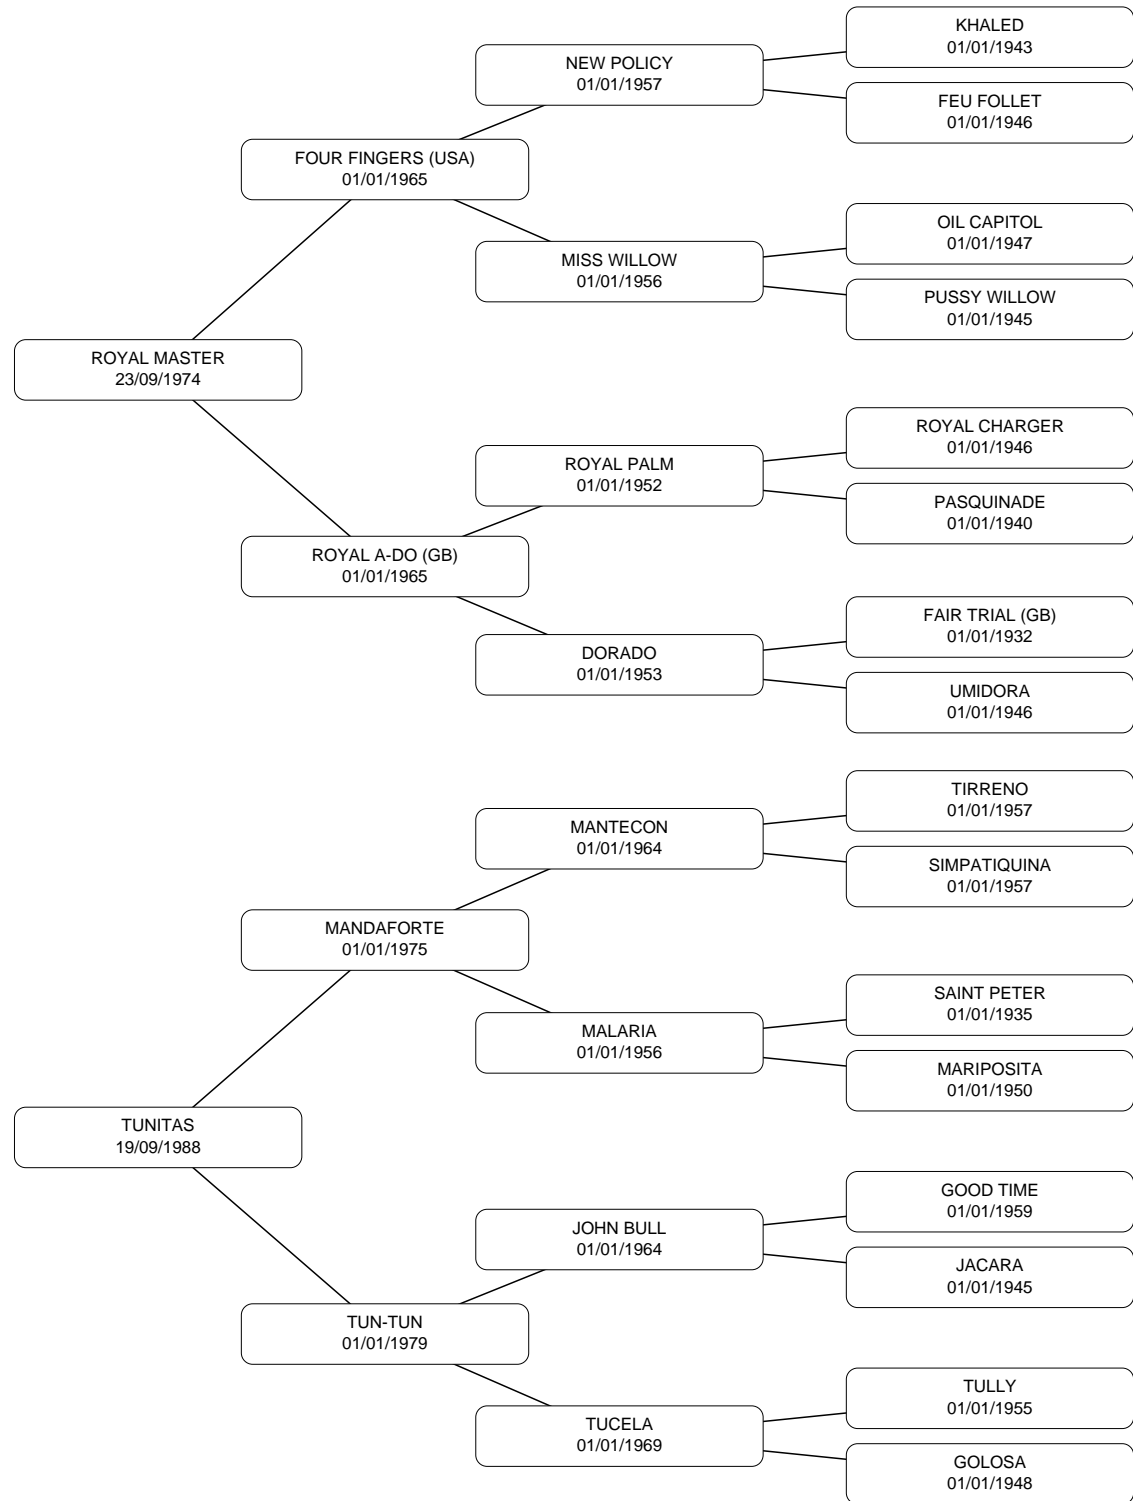 KHALED
01/01/1943
NEW POLICY
01/01/1957
FEU FOLLET
01/01/1946
FOUR FINGERS (USA)
01/01/1965
OIL CAPITOL
01/01/1947
MISS WILLOW
01/01/1956
PUSSY WILLOW
01/01/1945
ROYAL MASTER
23/09/1974
ROYAL CHARGER
01/01/1946
ROYAL PALM
01/01/1952
PASQUINADE
01/01/1940
ROYAL A-DO (GB)
01/01/1965
FAIR TRIAL (GB)
01/01/1932
DORADO
01/01/1953
UMIDORA
01/01/1946
TIRRENO
01/01/1957
MANTECON
01/01/1964
SIMPATIQUINA
01/01/1957
MANDAFORTE
01/01/1975
SAINT PETER
01/01/1935
MALARIA
01/01/1956
MARIPOSITA
01/01/1950
TUNITAS
19/09/1988
GOOD TIME
01/01/1959
JOHN BULL
01/01/1964
JACARA
01/01/1945
TUN-TUN
01/01/1979
TULLY
01/01/1955
TUCELA
01/01/1969
GOLOSA
01/01/1948